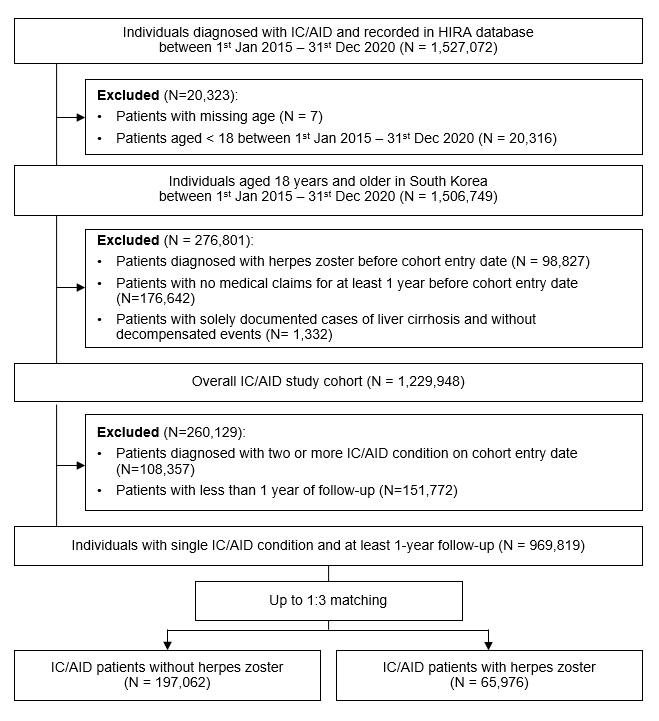 Individuals diagnosed with IC/AID and recorded in HIRA database
between 1st Jan 2015 – 31st Dec 2020 (N = 1,527,072)
Excluded (N=20,323):
• Patients with missing age (N = 7)
• Patients aged < 18 between 1st Jan 2015 – 31st Dec 2020 (N = 20,316)
Individuals aged 18 years and older in South Korea
between 1st Jan 2015 – 31st Dec 2020 (N = 1,506,749)
Excluded (N = 276,801):
• Patients diagnosed with herpes zoster before cohort entry date (N = 98,827)
• Patients with no medical claims for at least 1 year before cohort entry date
(N=176,642)
• Patients with solely documented cases of liver cirrhosis and without
decompensated events (N= 1,332)
Overall IC/AID study cohort (N = 1,229,948)
Excluded (N=260,129):
• Patients diagnosed with two or more IC/AID condition on cohort entry date
(N=108,357)
• Patients with less than 1 year of follow-up (N=151,772)
Individuals with single IC/AID condition and at least 1-year follow-up (N = 969,819)
Up to 1:3 matching
IC/AID patients without herpes zoster
(N = 197,062)
IC/AID patients with herpes zoster
(N = 65,976)